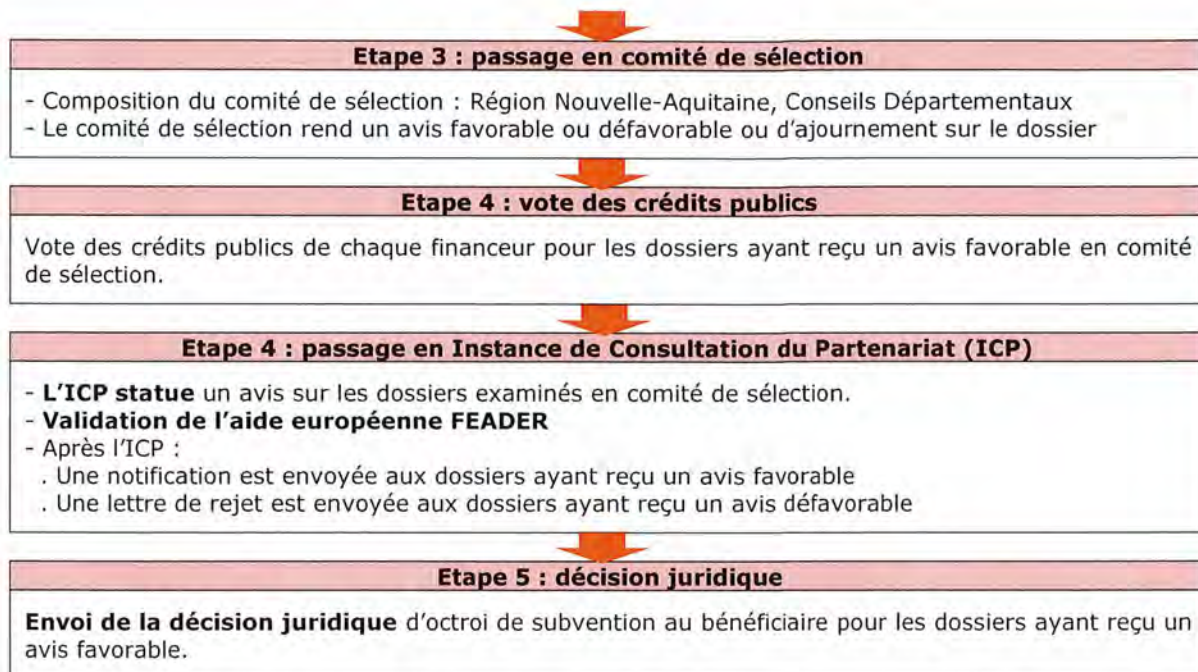 Etape 3 : passage en comité de sélection
- Composition du comité de sélection : Région Nouvelle-Aquitaine, Conseils Départementaux
- Le comité de sélection rend un avis favorable ou défavorable ou d'ajournement sur le dossier
Etape 4 : vote des crédits publics
Vote des crédits publics de chaque financeur pour les dossiers ayant reçu un avis favorable en comité
de sélection.
Etape 4 : passage en Instance de Consultation du Partenariat (ICP)
- L'ICP statue un avis sur les dossiers examinés en comité de sélection.
- Validation de l'aide européenne FEADER
- Après l'ICP :
. Une notification est envoyée aux dossiers ayant reçu un avis favorable
. Une lettre de rejet est envoyée aux dossiers ayant reçu un avis défavorable
Etape 5 : décision juridique
Envoi de la décision juridique d'octroi de subvention au bénéficiaire pour les dossiers ayant reçu un
avis favorable.